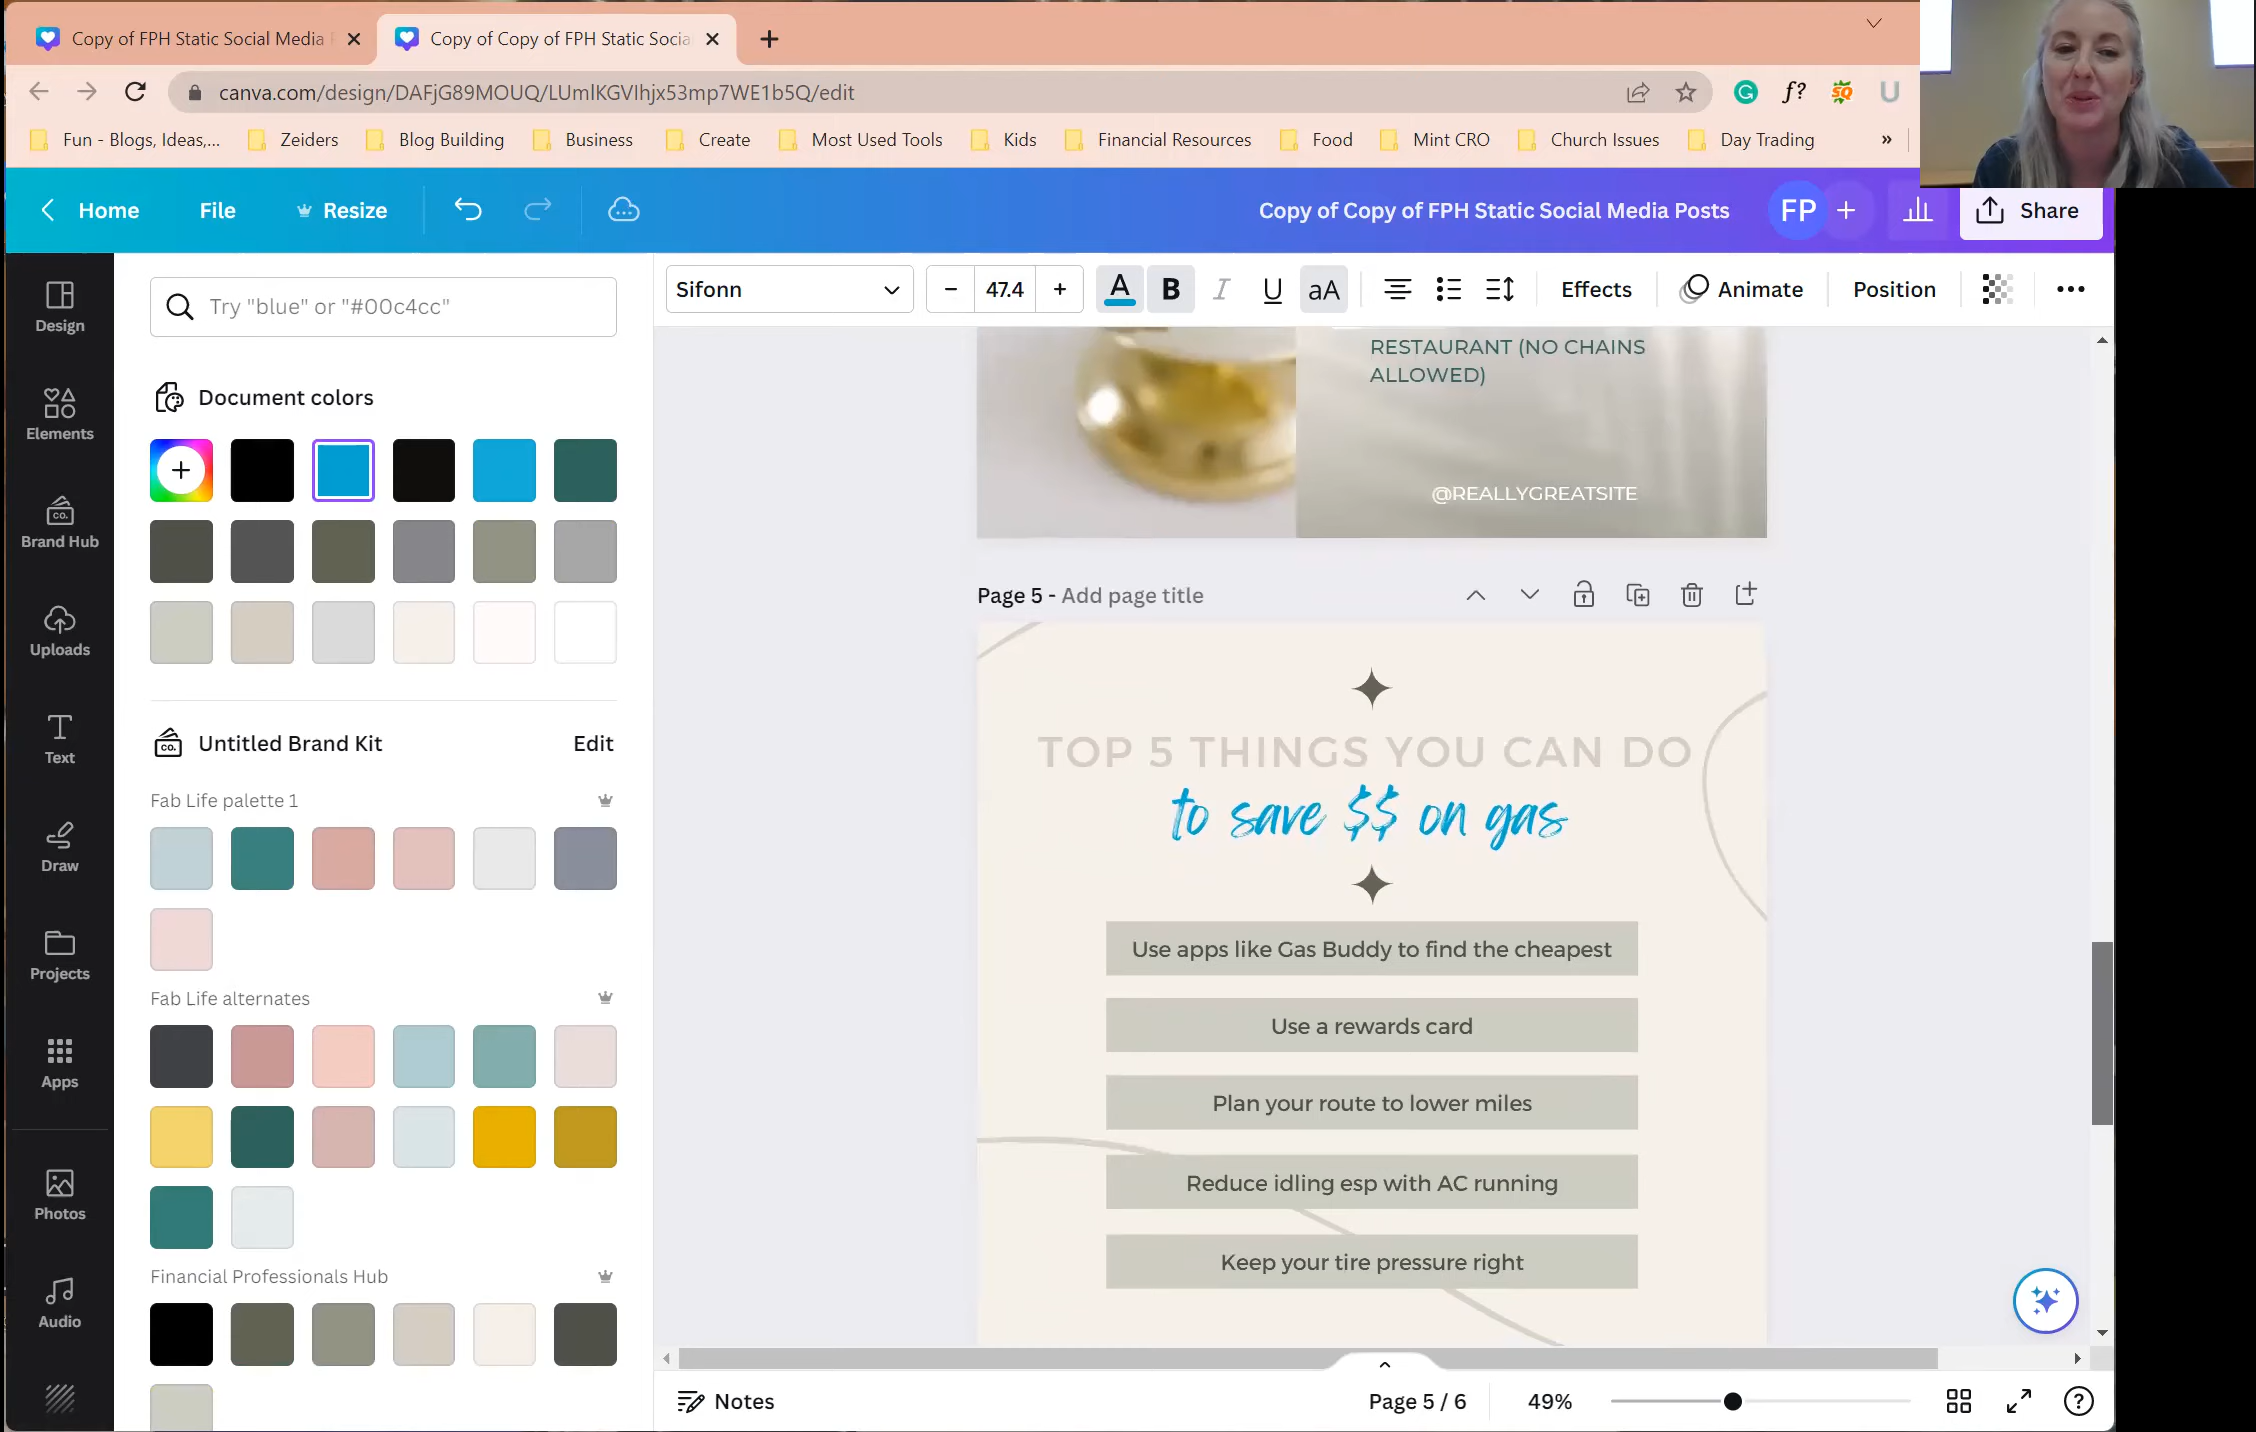 Copy of FPH Static Social Media
Copy of Copy of FPH Static Socia
canva.com/design/DAFjG89MOUQ/LUmlKGVIhjx53mp7WE1b5Q/edit
f?
SQ
Fun - Blogs, Ideas,...
Zeiders
Blog Building
Business
Create
Most Used Tools
Kids
Financial Resources
Food
Mint CRO
Church Issues
Day Trading
»
Home
File
Resize
Copy of Copy of FPH Static Social Media Posts
FP
Share
Sifonn
47.4
A
B
I
U
aA
Effects
Animate
Position
Design
Elements
Brand Hub
Uploads
Text
Draw
Projects
Apps
Photos
Audio
Try "blue" or "#00c4cc"
Document colors
Untitled Brand Kit
Edit
Fab Life palette 1
Fab Life alternates
Financial Professionals Hub
RESTAURANT (NO CHAINS
ALLOWED)
@REALLYGREATSITE
Page 5 - Add page title
TOP 5 THINGS YOU CAN DO
to save $$ on gas
Use apps like Gas Buddy to find the cheapest
Use a rewards card
Plan your route to lower miles
Reduce idling esp with AC running
Keep your tire pressure right
Notes
Page 5 / 6
49%